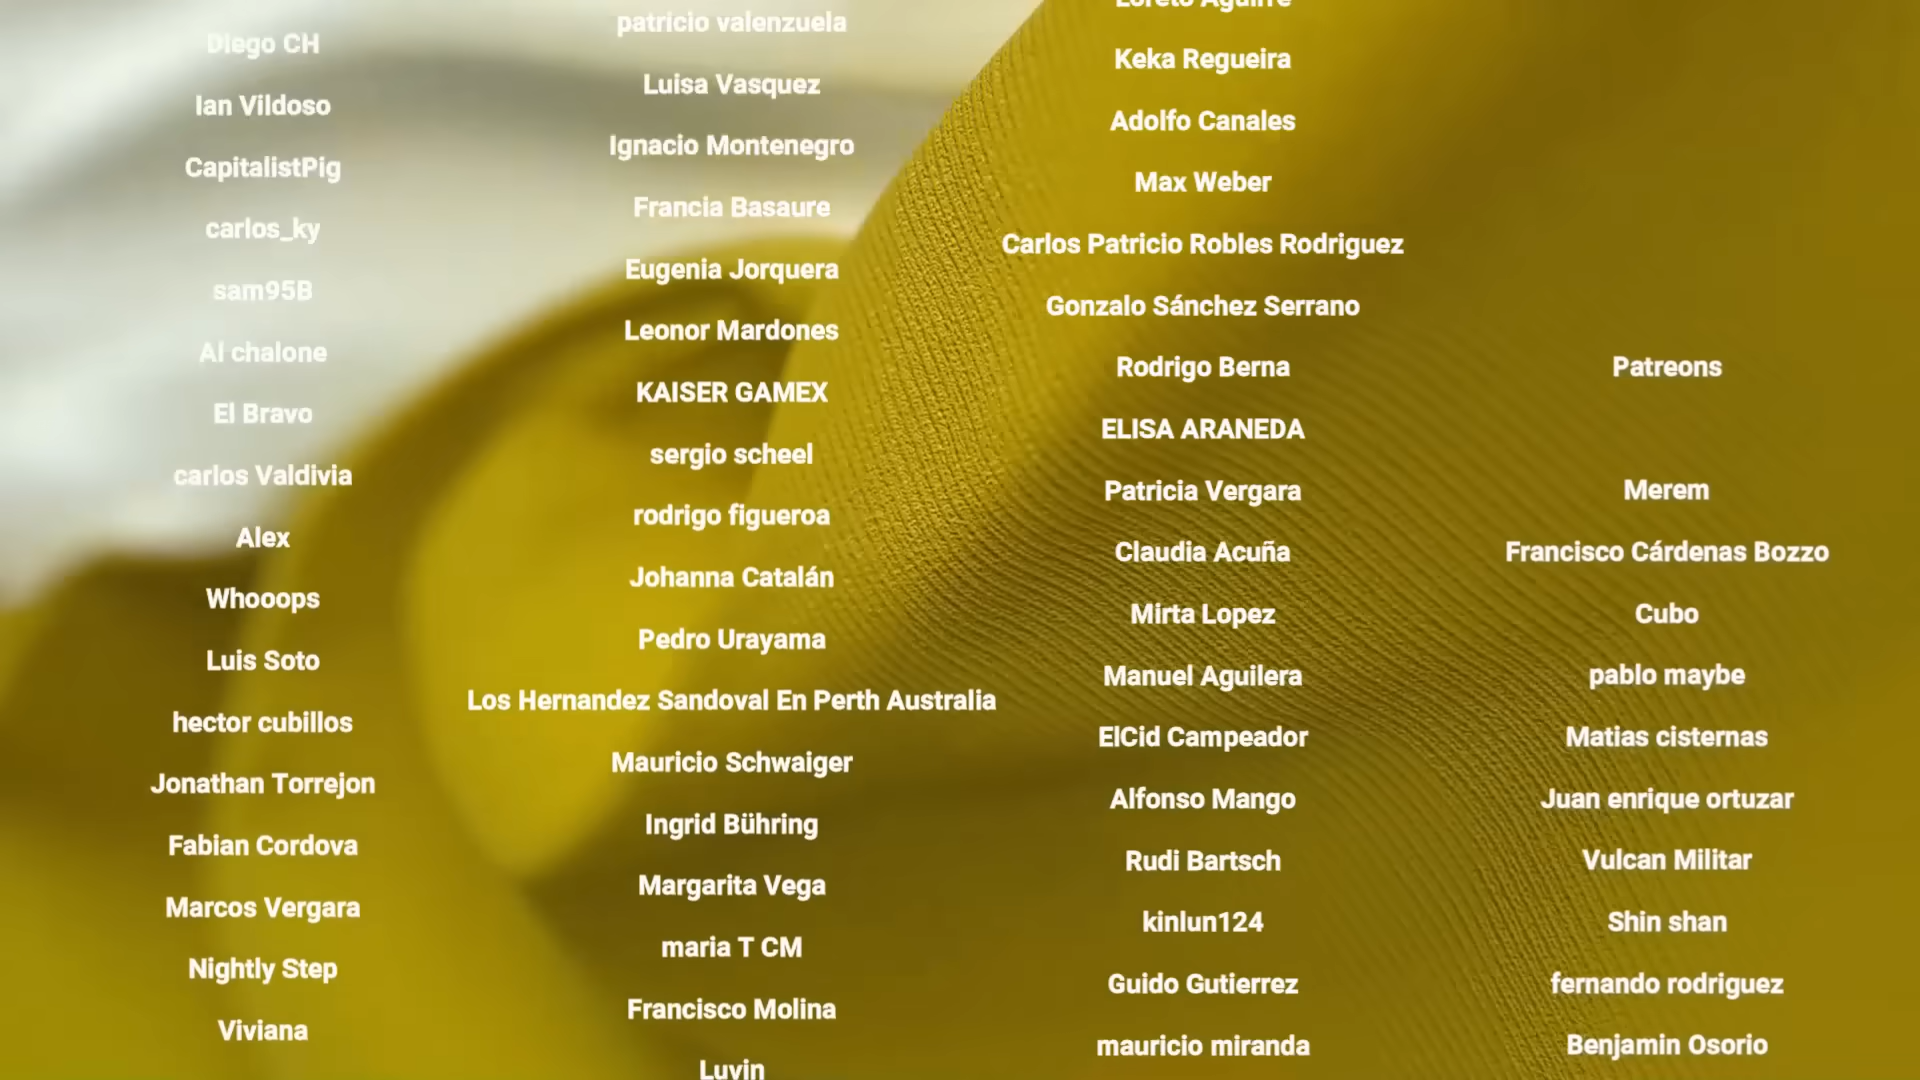 Diego CH
Ian Vildoso
CapitalistPig
carlos_ky
sam95B
Al chalone
El Bravo
carlos Valdivia
Alex
Whooops
Luis Soto
hector cubillos
Jonathan Torrejon
Fabian Cordova
Marcos Vergara
Nightly Step
Viviana
patricio valenzuela
Luisa Vasquez
Ignacio Montenegro
Francia Basaure
Eugenia Jorquera
Leonor Mardones
KAISER GAMEX
sergio scheel
rodrigo figueroa
Johanna Catalán
Pedro Urayama
Los Hernandez Sandoval En Perth Australia
Mauricio Schwaiger
Ingrid Bühring
Margarita Vega
maria T CM
Francisco Molina
Luvin
Loreto Aguirre
Keka Regueira
Adolfo Canales
Max Weber
Carlos Patricio Robles Rodriguez
Gonzalo Sánchez Serrano
Rodrigo Berna
ELISA ARANEDA
Patricia Vergara
Claudia Acuña
Mirta Lopez
Manuel Aguilera
ElCid Campeador
Alfonso Mango
Rudi Bartsch
kinlun124
Guido Gutierrez
mauricio miranda
Patreons
Merem
Francisco Cárdenas Bozzo
Cubo
pablo maybe
Matias cisternas
Juan enrique ortuzar
Vulcan Militar
Shin shan
fernando rodriguez
Benjamin Osorio